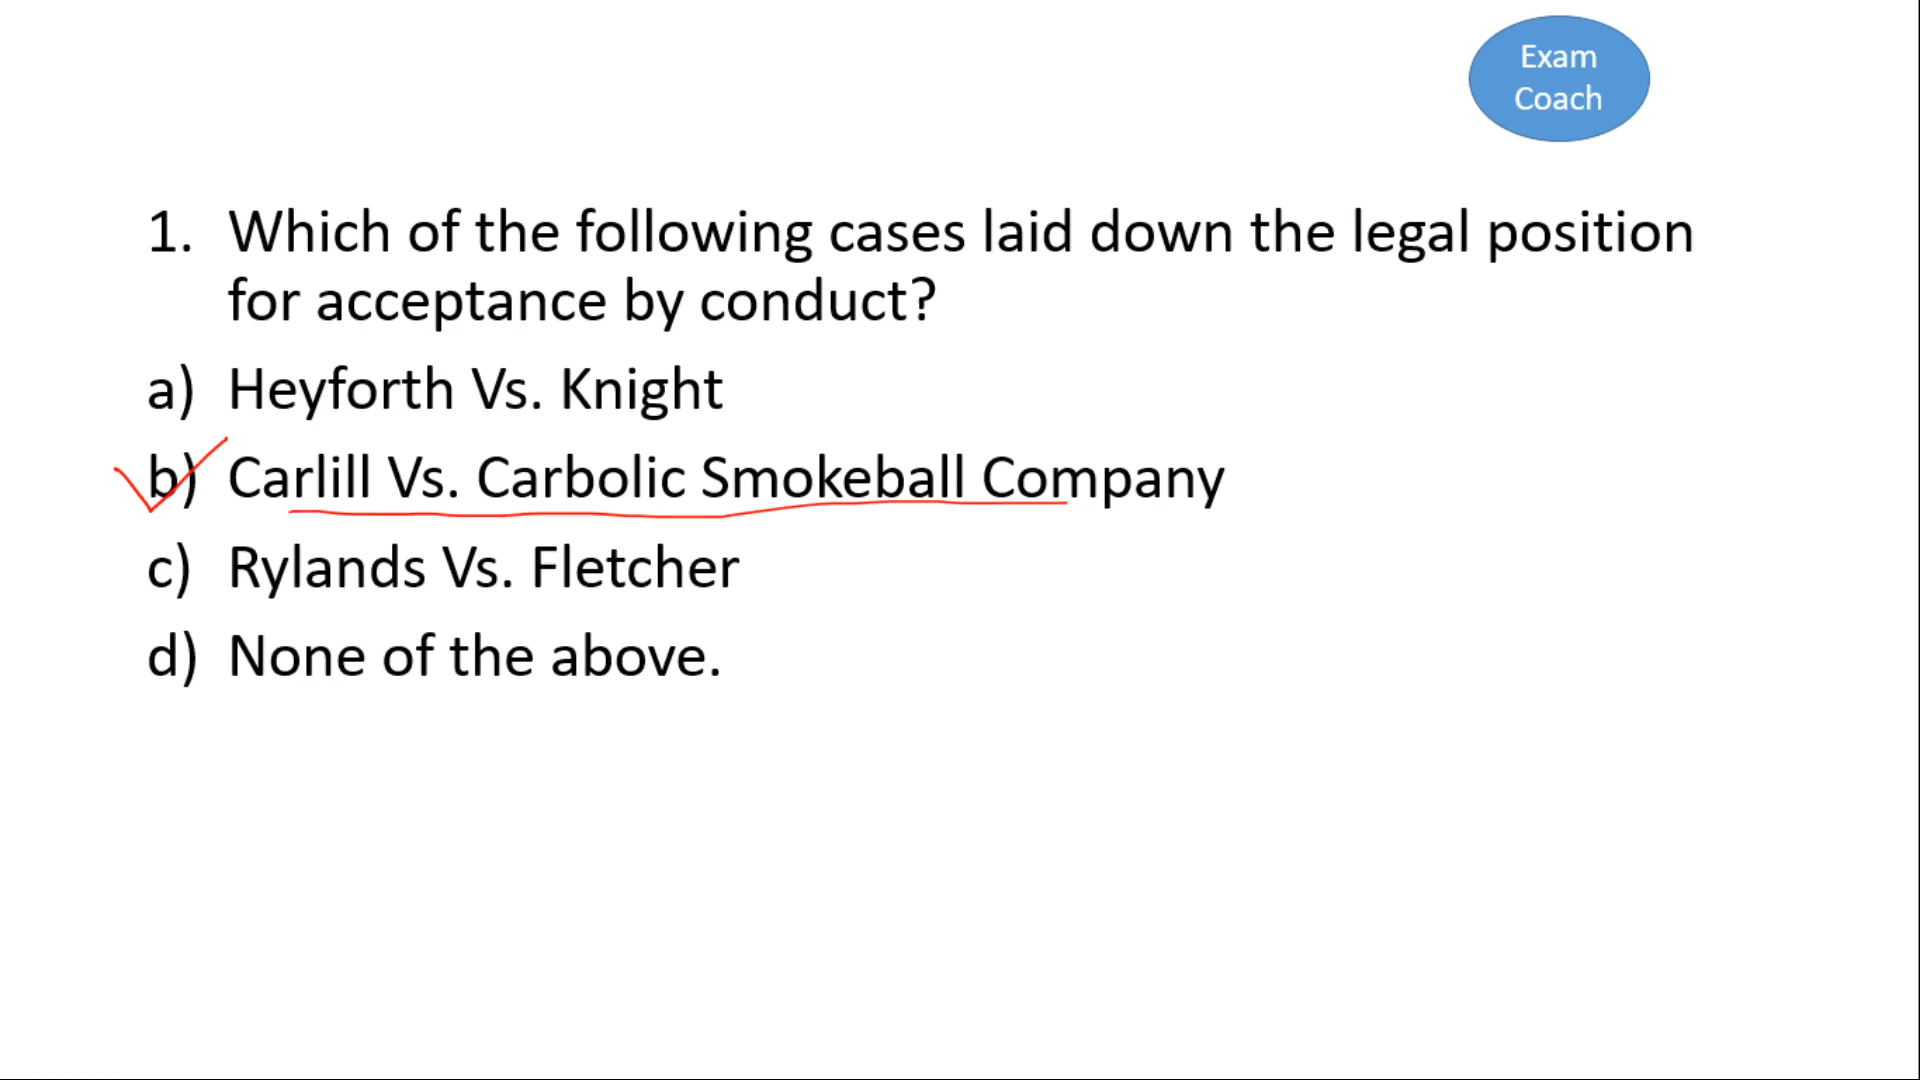 Exam
Coach
1. Which of the following cases laid down the legal position
for acceptance by conduct?
a) Heyforth Vs. Knight
b) Carlill Vs. Carbolic Smokeball Company
c) Rylands Vs. Fletcher
d) None of the above.